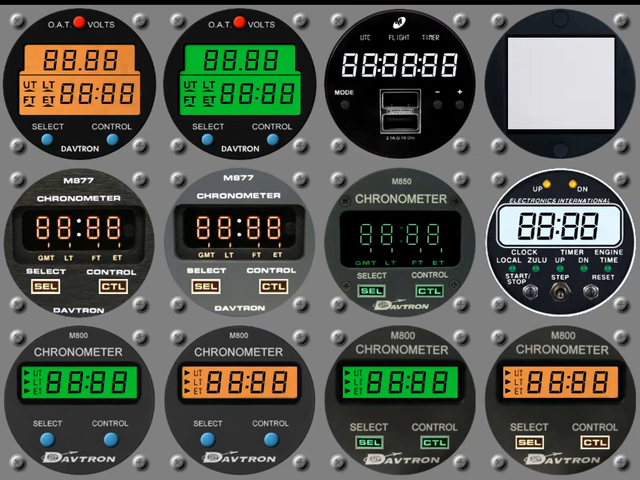 O.A.T. VOLTS
88.88
UT LT 88:88
FT ET
SELECT CONTROL
DAVTRON
O.A.T. VOLTS
88.88
UT LT 88:88
FT ET
SELECT CONTROL
DAVTRON
UTC FLIGHT TIMER
88:88:88
MODE - +
M877
CHRONOMETER
88:88
GMT LT FT ET
SELECT CONTROL
SEL CTL
DAVTRON
M877
CHRONOMETER
88:88
GMT LT FT ET
SELECT CONTROL
SEL CTL
DAVTRON
M850
CHRONOMETER
88:88
GMT LT FT ET
SELECT CONTROL
SEL CTL
DAVTRON
UP DN
ELECTRONICS INTERNATIONAL
88:88
CLOCK TIMER ENGINE
LOCAL ZULU UP DN TIME
START/STOP STEP RESET
M800
CHRONOMETER
UT
LT 88:88
ET
SELECT CONTROL
DAVTRON
M800
CHRONOMETER
UT
LT 88:88
ET
SELECT CONTROL
DAVTRON
M800
CHRONOMETER
UT
LT 88:88
ET
SELECT CONTROL
SEL CTL
DAVTRON
M800
CHRONOMETER
UT
LT 88:88
ET
SELECT CONTROL
SEL CTL
DAVTRON